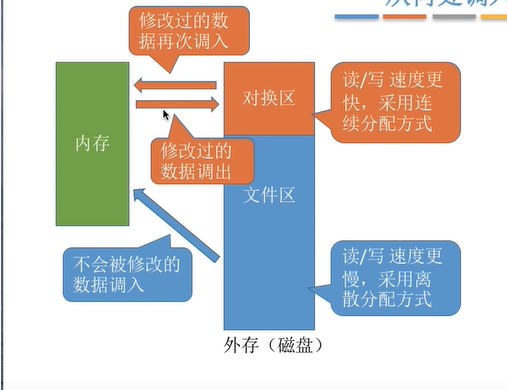 从何处调入
修改过的数
据再次调入
对换区
读/写 速度更
快，采用连
续分配方式
内存
修改过的
数据调出
文件区
不会被修改的
数据调入
读/写 速度更
慢，采用离
散分配方式
外存（磁盘）